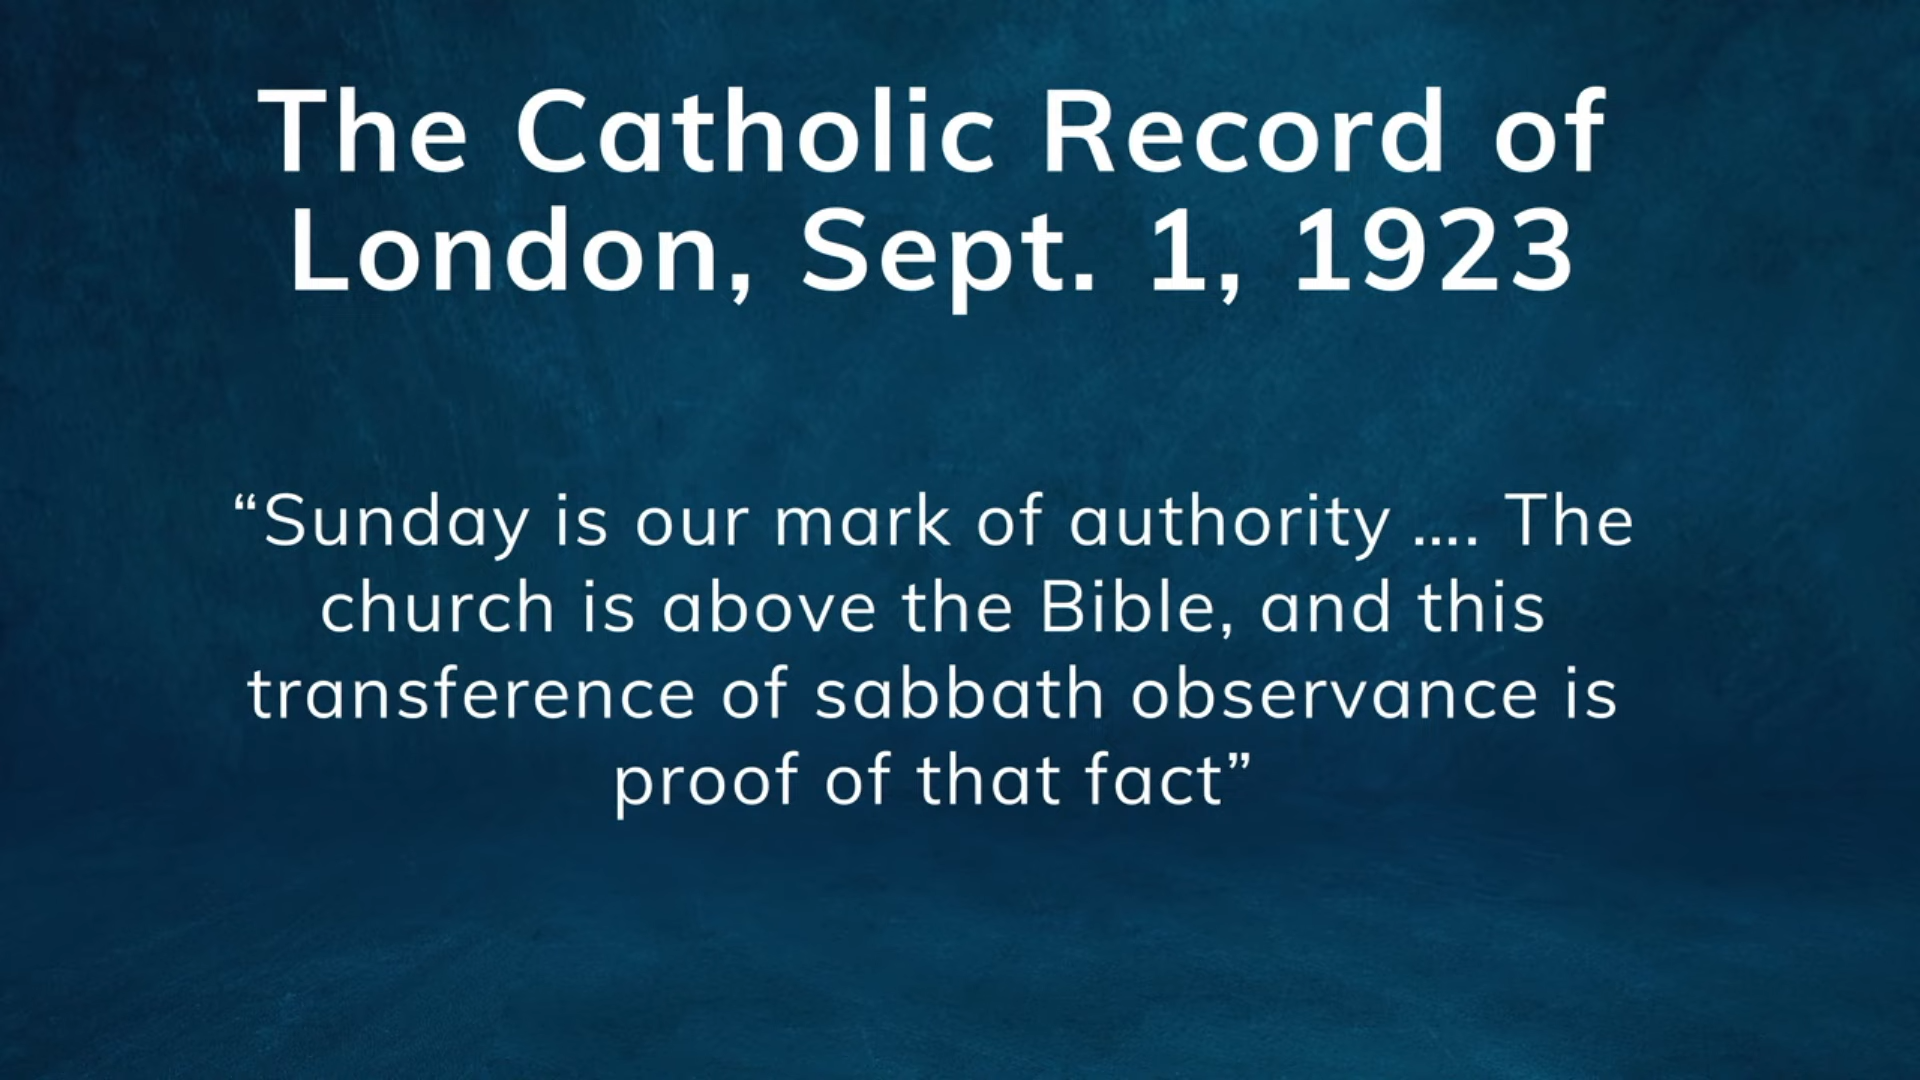 The Catholic Record of
London, Sept. 1, 1923
“Sunday is our mark of authority .... The
church is above the Bible, and this
transference of sabbath observance is
proof of that fact”